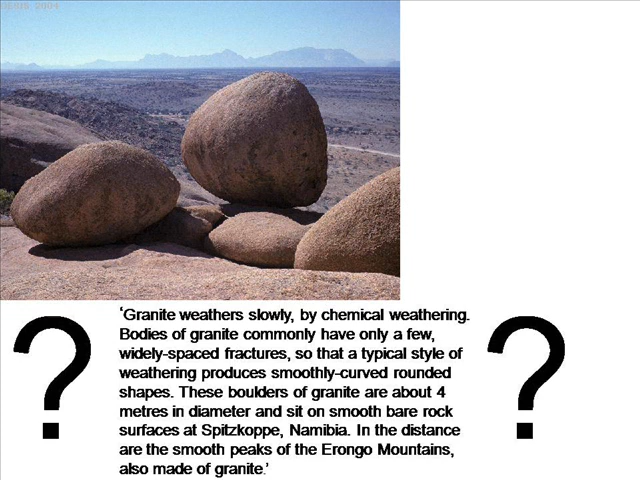 ? ?
‘Granite weathers slowly, by chemical weathering.
Bodies of granite commonly have only a few,
widely-spaced fractures, so that a typical style of
weathering produces smoothly-curved rounded
shapes. These boulders of granite are about 4
metres in diameter and sit on smooth bare rock
surfaces at Spitzkoppe, Namibia. In the distance
are the smooth peaks of the Erongo Mountains,
also made of granite.’